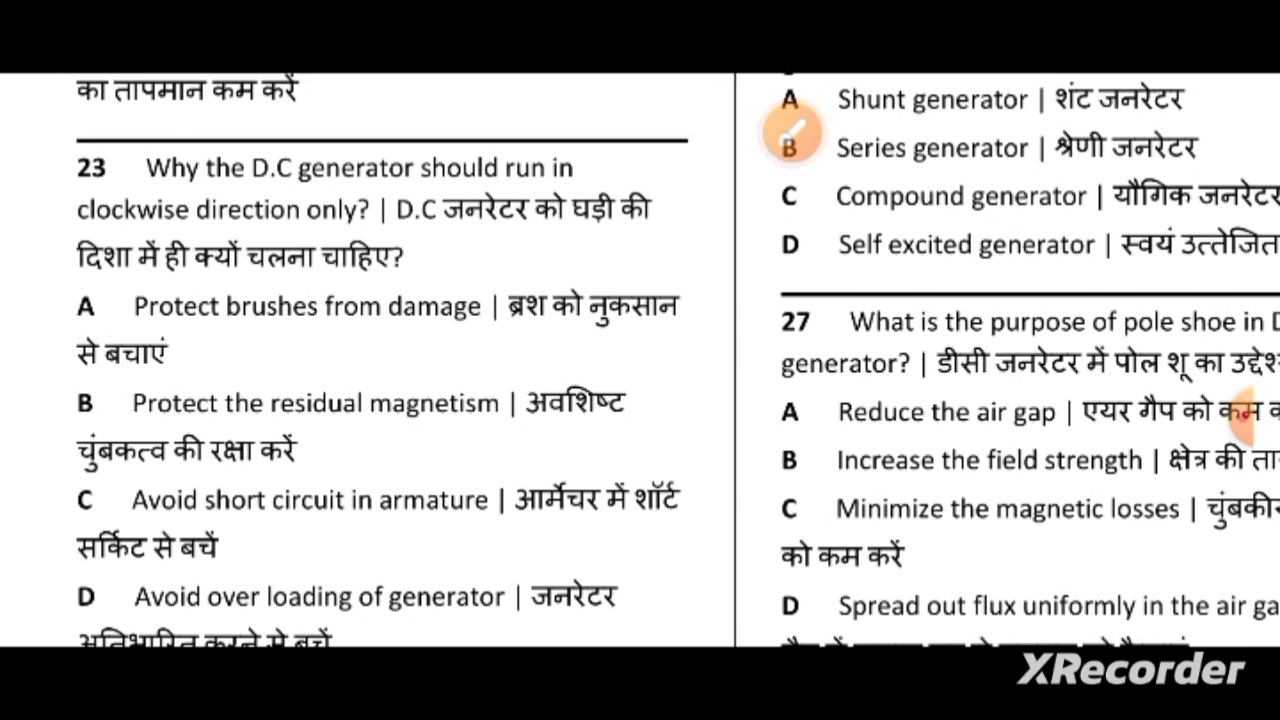 का तापमान कम करें
23 Why the D.C generator should run in
clockwise direction only? | D.C जनरेटर को घड़ी की
दिशा में ही क्यों चलना चाहिए?
A Protect brushes from damage | ब्रश को नुकसान
से बचाएं
B Protect the residual magnetism | अवशिष्ट
चुंबकत्व की रक्षा करें
C Avoid short circuit in armature | आर्मेचर में शॉर्ट
सर्किट से बचें
D Avoid over loading of generator | जनरेटर
अतिभारित करने से बचें
A Shunt generator | शंट जनरेटर
B Series generator | श्रेणी जनरेटर
C Compound generator | यौगिक जनरेटर
D Self excited generator | स्वयं उत्तेजित
27 What is the purpose of pole shoe in
generator? | डीसी जनरेटर में पोल शू का
A Reduce the air gap | एयर गैप को कम
B Increase the field strength | क्षेत्र की
C Minimize the magnetic losses |
को कम करें
D Spread out flux uniformly in the air
XRecorder